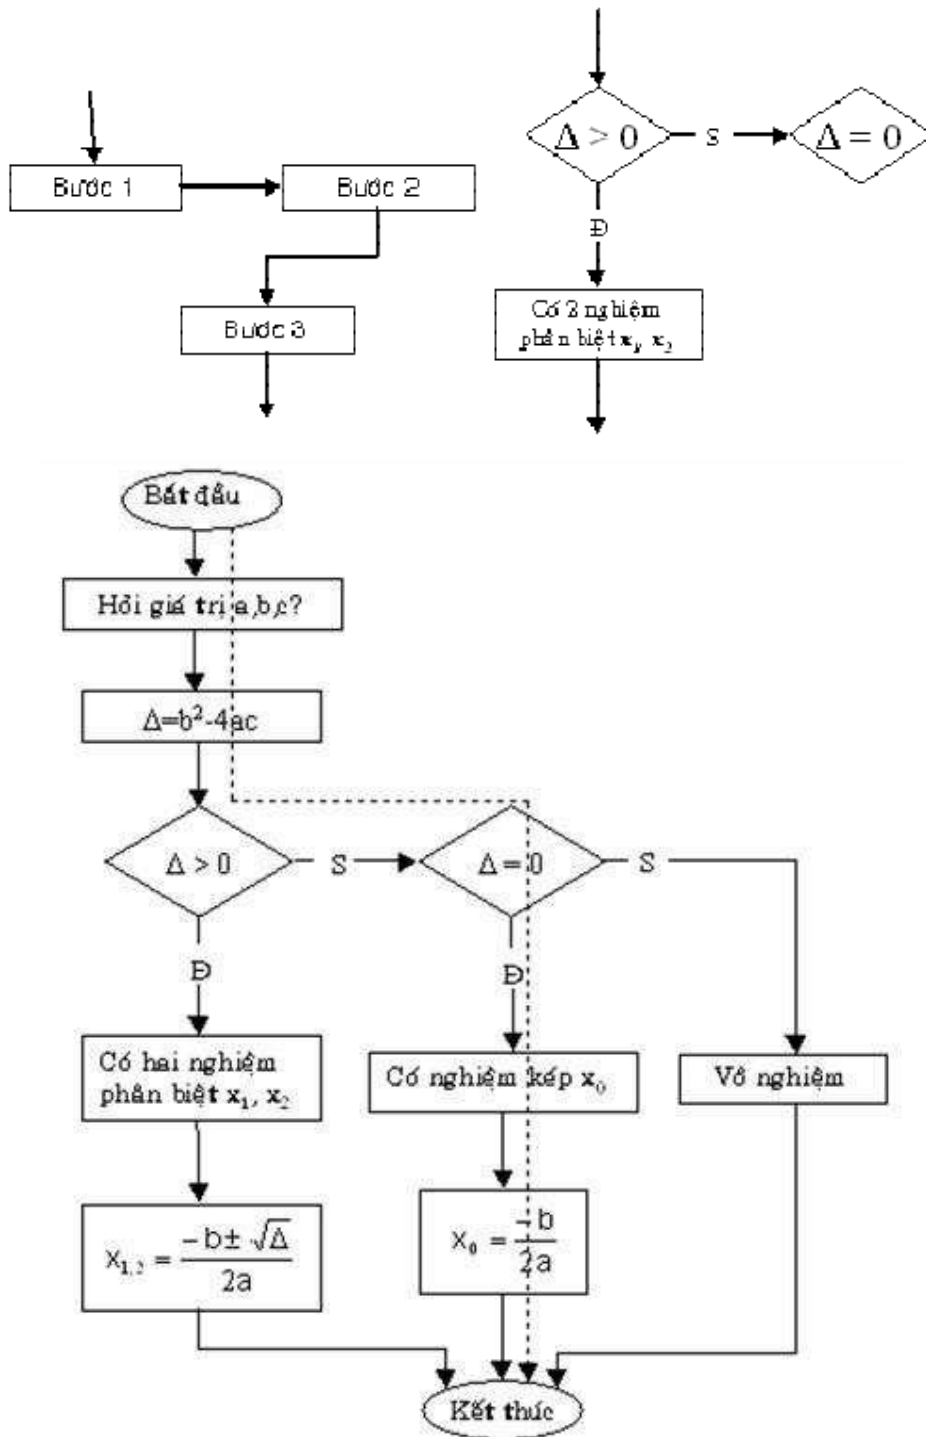 Bước 1
Bước 2
Bước 3
Δ > 0
S
Δ = 0
Đ
Có 2 nghiệm
phân biệt x₁, x₂
Bắt đầu
Hỏi giá trị a,b,c?
Δ=b²-4ac
Δ > 0
S
Δ = 0
S
Đ
Đ
Có hai nghiệm
phân biệt x₁, x₂
Có nghiệm kép x₀
Vô nghiệm
x₁,₂ = (-b ± √Δ) / 2a
x₀ = -b / 2a
Kết thúc